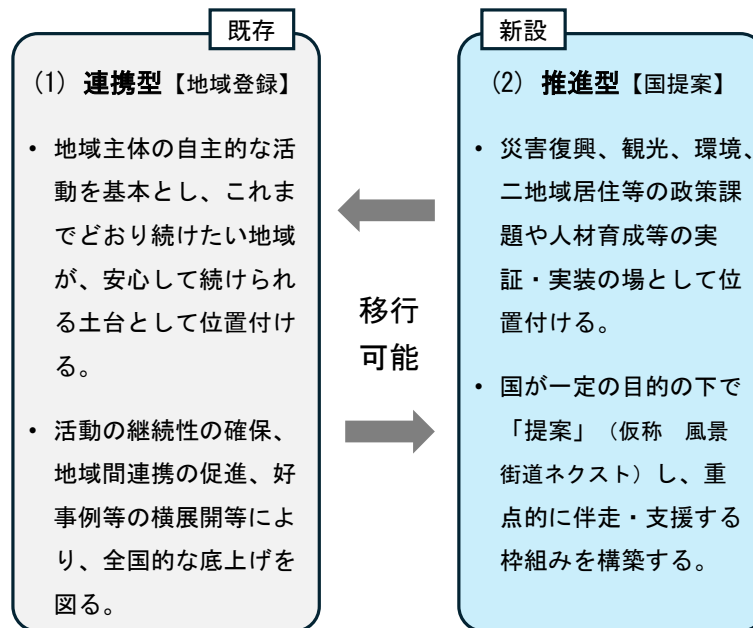 既存
(1) 連携型【地域登録】
• 地域主体の自主的な活
動を基本とし、これま
でどおり続けたい地域
が、安心して続けられ
る土台として位置付け
る。
• 活動の継続性の確保、
地域間連携の促進、好
事例等の横展開等によ
り、全国的な底上げを
図る。
移行
可能
新設
(2) 推進型【国提案】
• 災害復興、観光、環境、
二地域居住等の政策課
題や人材育成等の実
証・実装の場として位
置付ける。
• 国が一定の目的の下で
「提案」（仮称　風景
街道ネクスト）し、重
点的に伴走・支援する
枠組みを構築する。